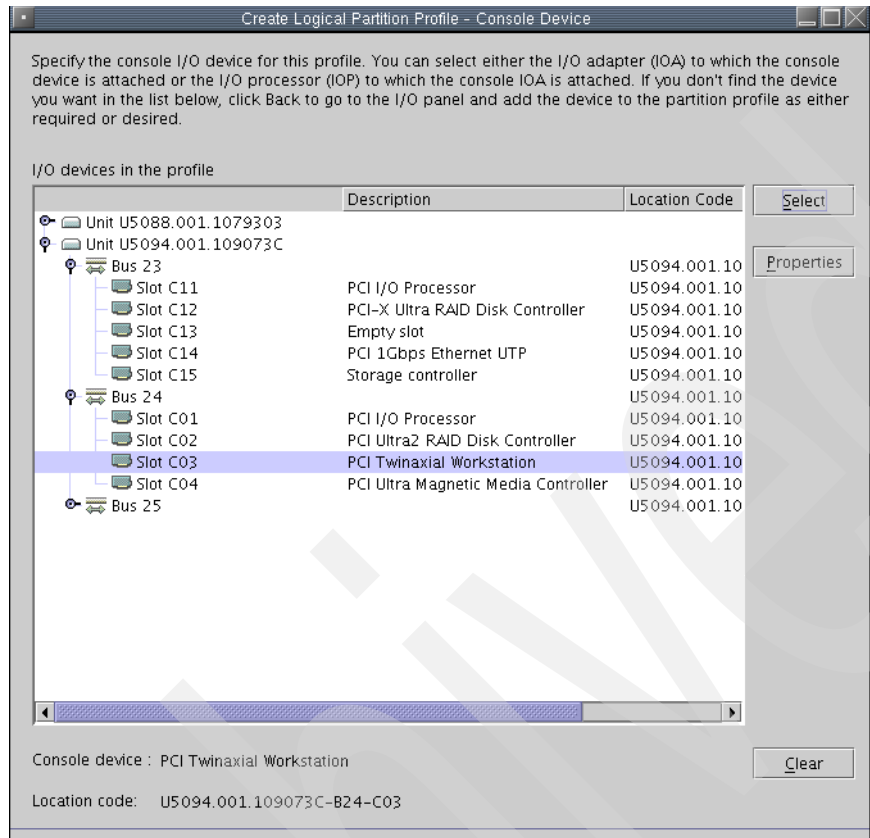 Create Logical Partition Profile - Console Device
Specify the console I/O device for this profile. You can select either the I/O adapter (IOA) to which the console
device is attached or the I/O processor (IOP) to which the console IOA is attached. If you don't find the device
you want in the list below, click Back to go to the I/O panel and add the device to the partition profile as either
required or desired.
I/O devices in the profile
Description Location Code Select
Unit U5088.001.1079303
Unit U5094.001.109073C
Bus 23 U5094.001.10 Properties
Slot C11 PCI I/O Processor U5094.001.10
Slot C12 PCI-X Ultra RAID Disk Controller U5094.001.10
Slot C13 Empty slot U5094.001.10
Slot C14 PCI 1Gbps Ethernet UTP U5094.001.10
Slot C15 Storage controller U5094.001.10
Bus 24 U5094.001.10
Slot C01 PCI I/O Processor U5094.001.10
Slot C02 PCI Ultra2 RAID Disk Controller U5094.001.10
Slot C03 PCI Twinaxial Workstation U5094.001.10
Slot C04 PCI Ultra Magnetic Media Controller U5094.001.10
Bus 25 U5094.001.10
Console device : PCI Twinaxial Workstation Clear
Location code: U5094.001.109073C-B24-C03